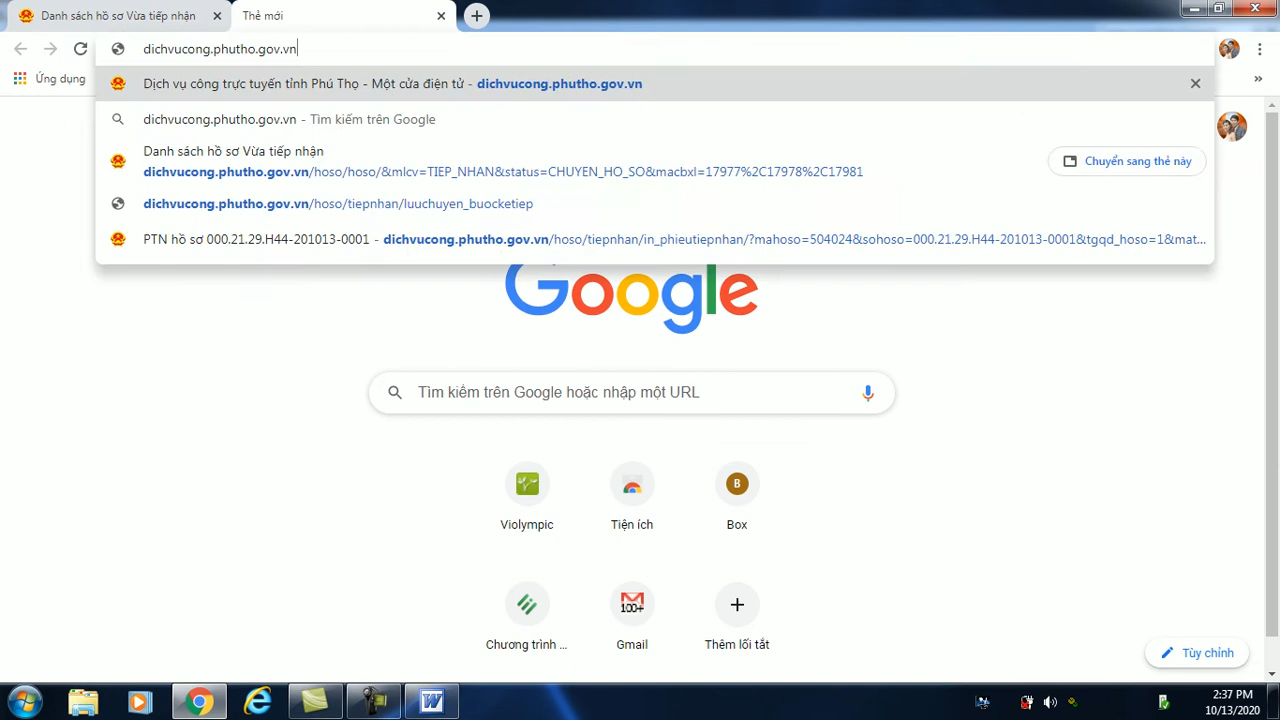 Danh sách hồ sơ Vừa tiếp nhận
Thẻ mới
dichvucong.phutho.gov.vn
Ứng dụng
Dịch vụ công trực tuyến tỉnh Phú Thọ - Một cửa điện tử - dichvucong.phutho.gov.vn
dichvucong.phutho.gov.vn - Tìm kiếm trên Google
Danh sách hồ sơ Vừa tiếp nhận
dichvucong.phutho.gov.vn/hoso/hoso/&mlcv=TIEP_NHAN&status=CHUYEN_HO_SO&macbxl=17977%2C17978%2C17981
Chuyển sang thẻ này
dichvucong.phutho.gov.vn/hoso/tiepnhan/luuchuyen_buocketiep
PTN hồ sơ 000.21.29.H44-201013-0001 - dichvucong.phutho.gov.vn/hoso/tiepnhan/in_phieutiepnhan/?mahoso=504024&sohoso=000.21.29.H44-201013-0001&tgqd_hoso=1&mat...
Google
Tìm kiếm trên Google hoặc nhập một URL
Violympic
Tiện ích
B
Box
Chương trình ...
100+
Gmail
Thêm lối tắt
Tùy chỉnh
2:37 PM
10/13/2020